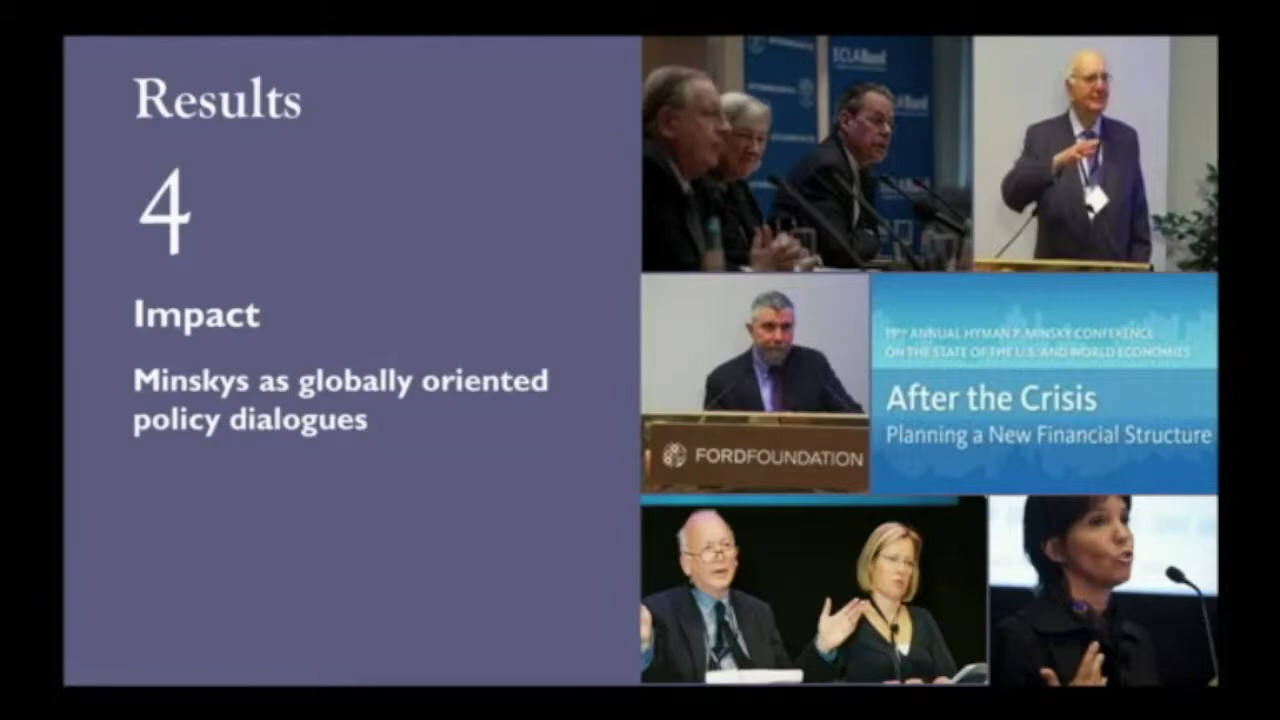 Results
4
Impact
Minskys as globally oriented
policy dialogues
ECLABanl
FORDFOUNDATION
ANNUAL HYMAN P. MINSKY CONFERENCE
ON THE STATE OF THE U.S. AND WORLD ECONOMIES
After the Crisis
Planning a New Financial Structure